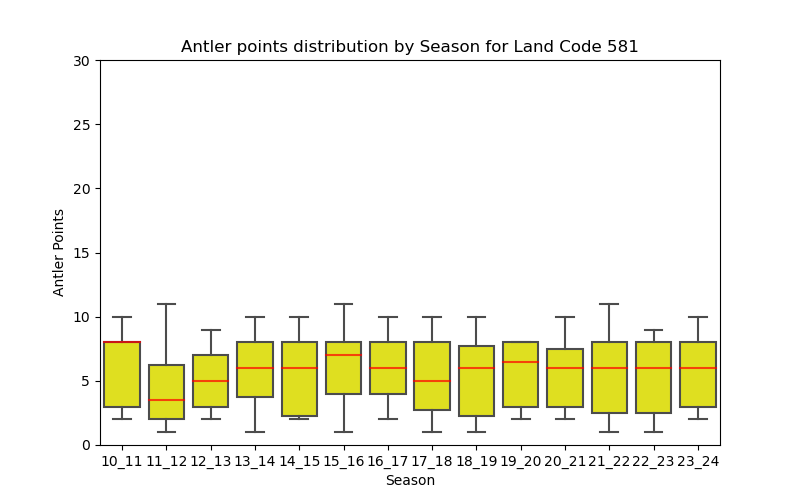 Antler points distribution by Season for Land Code 581
30
25
20
15
10
5
0
Antler Points
10_11 11_12 12_13 13_14 14_15 15_16 16_17 17_18 18_19 19_20 20_21 21_22 22_23 23_24
Season